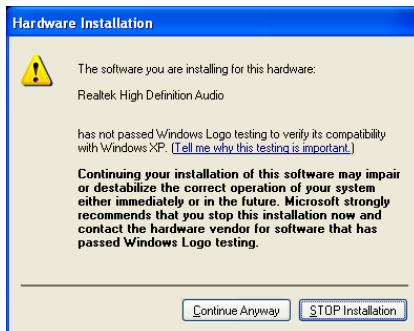 Hardware Installation
The software you are installing for this hardware:
Realtek High Definition Audio
has not passed Windows Logo testing to verify its compatibility
with Windows XP. (Tell me why this testing is important.)
Continuing your installation of this software may impair
or destabilize the correct operation of your system
either immediately or in the future. Microsoft strongly
recommends that you stop this installation now and
contact the hardware vendor for software that has
passed Windows Logo testing.
Continue Anyway
STOP Installation